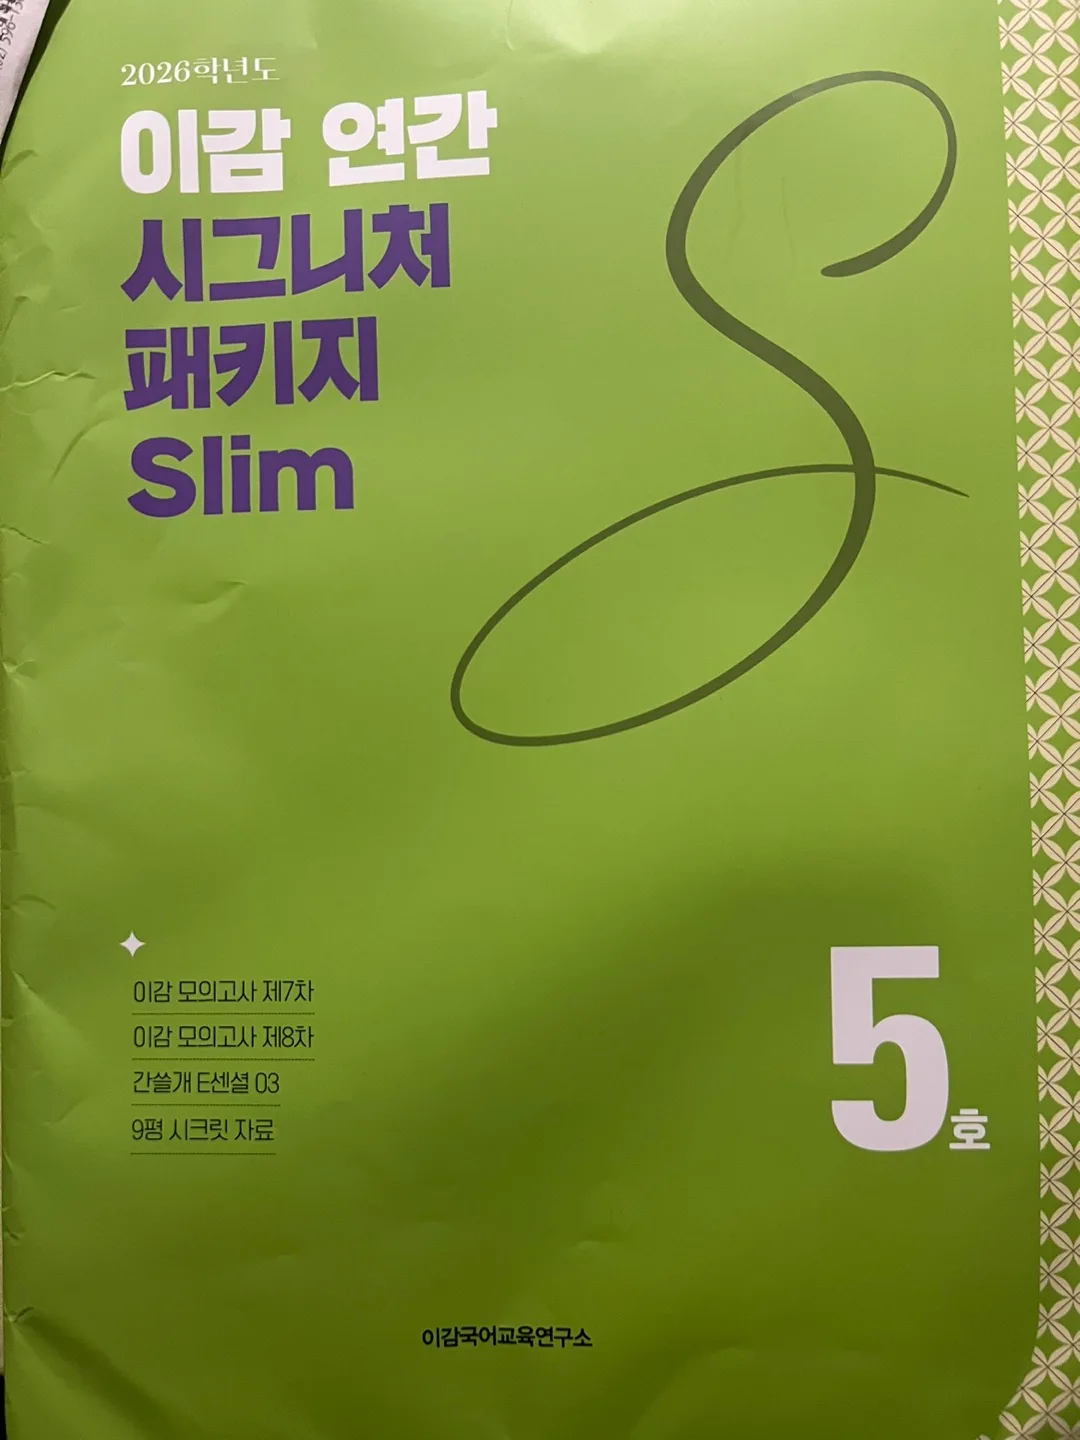 2026학년도
이감 연간
시그니처
패키지
Slim
이감 모의고사 제7차
이감 모의고사 제8차
간쓸개 E센셜 03
9평 시크릿 자료
5호
이감국어교육연구소